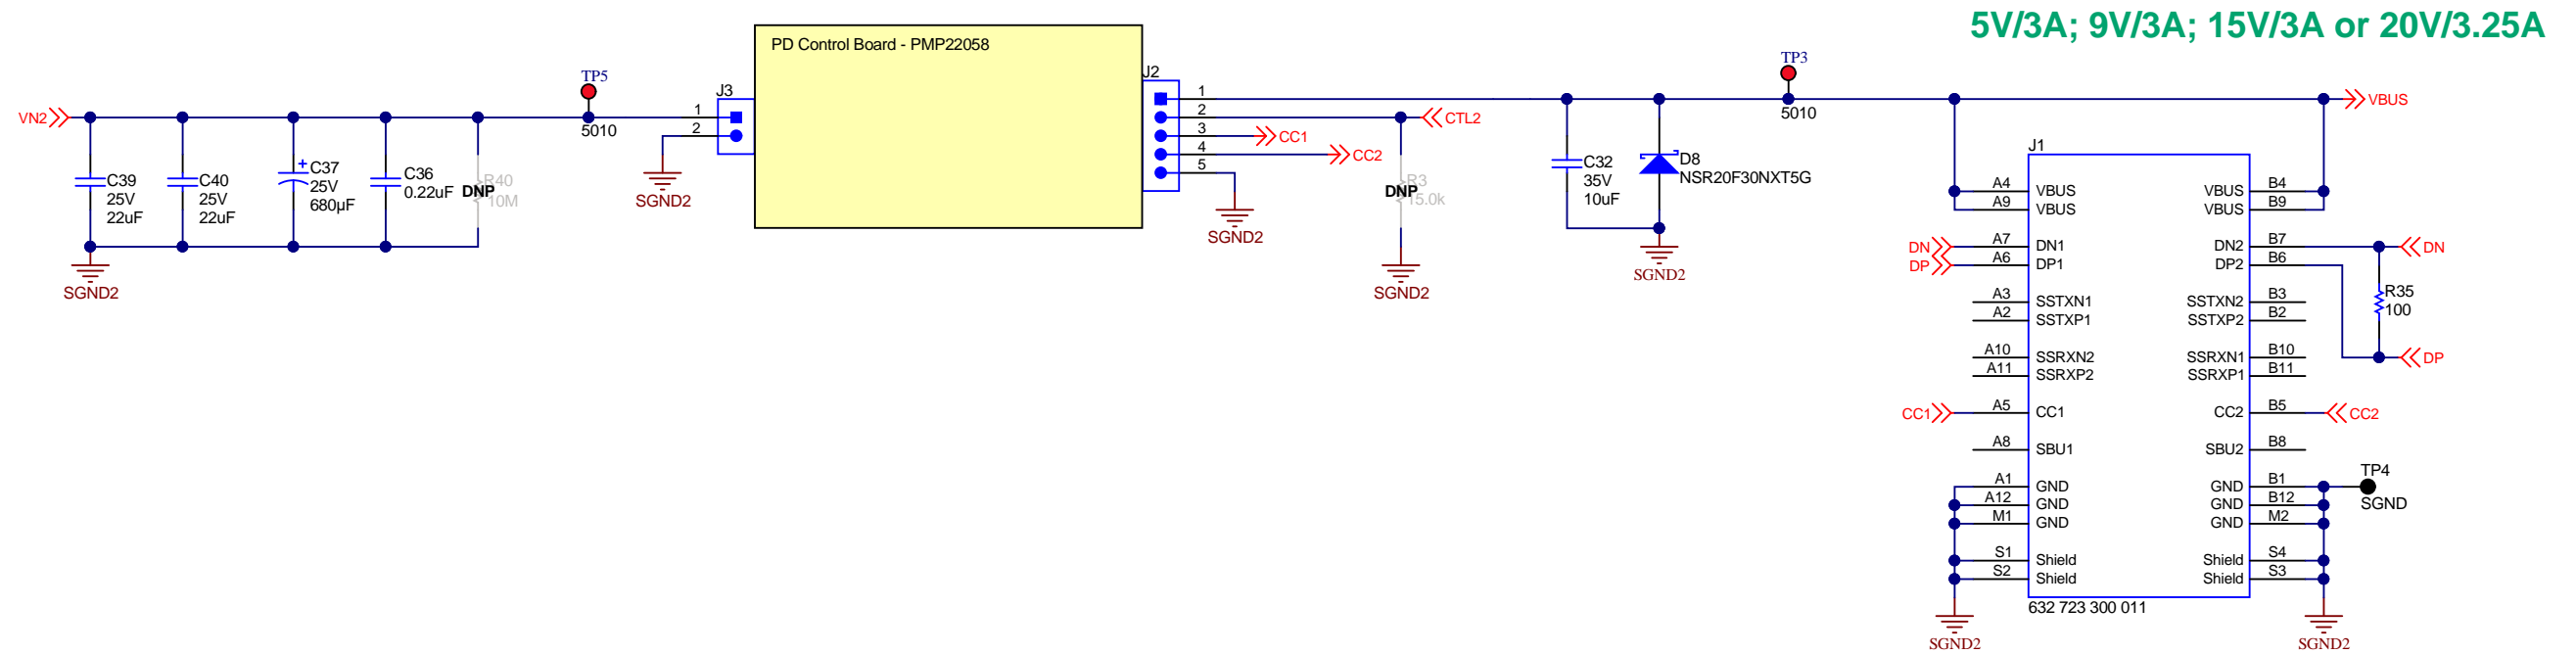 5V/3A; 9V/3A; 15V/3A or 20V/3.25A
PD Control Board - PMP22058
VN2
TP5
5010
J3
1
2
SGND2
C39
25V
22uF
C40
25V
22uF
+
C37
25V
680µF
C36
0.22uF
R40
DNP
10M
SGND2
J2
1
2
3
4
5
CTL2
CC1
CC2
SGND2
R3
DNP
15.0k
SGND2
C32
35V
10uF
D8
NSR20F30NXT5G
SGND2
TP3
5010
VBUS
J1
A4 VBUS VBUS B4
A9 VBUS VBUS B9
DN A7 DN1 DN2 B7 DN
DP A6 DP1 DP2 B6
A3 SSTXN1 SSTXN2 B3
A2 SSTXP1 SSTXP2 B2
R35
100
A10 SSRXN2 SSRXN1 B10 DP
A11 SSRXP2 SSRXP1 B11
CC1 A5 CC1 CC2 B5 CC2
A8 SBU1 SBU2 B8
A1 GND GND B1
A12 GND GND B12
M1 GND GND M2
TP4
SGND
S1 Shield Shield S4
S2 Shield Shield S3
632 723 300 011
SGND2
SGND2